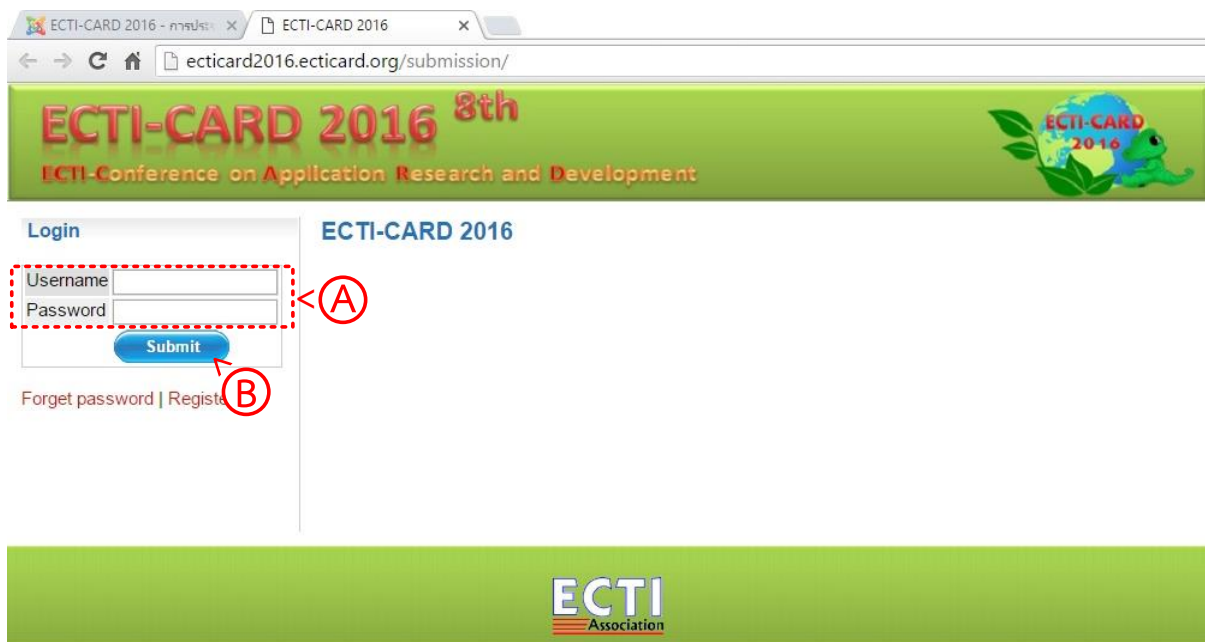 ECTI-CARD 2016 - การประ
ECTI-CARD 2016
ecticard2016.ecticard.org/submission/
ECTI-CARD 2016 8th
ECTI-Conference on Application Research and Development
ECTI-CARD
2016
Login
ECTI-CARD 2016
Username
Password
A
Submit
B
Forget password | Registe
ECTI
Association